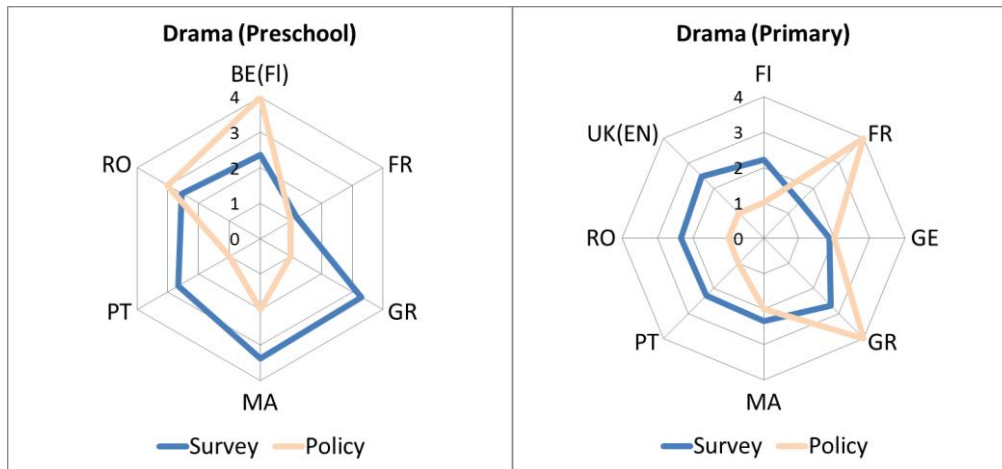 Drama (Preschool)
BE(Fl)
4
3
2
1
0
FR
GR
MA
PT
RO
Survey
Policy
Drama (Primary)
FI
4
3
2
1
0
FR
GE
GR
MA
PT
RO
UK(EN)
Survey
Policy